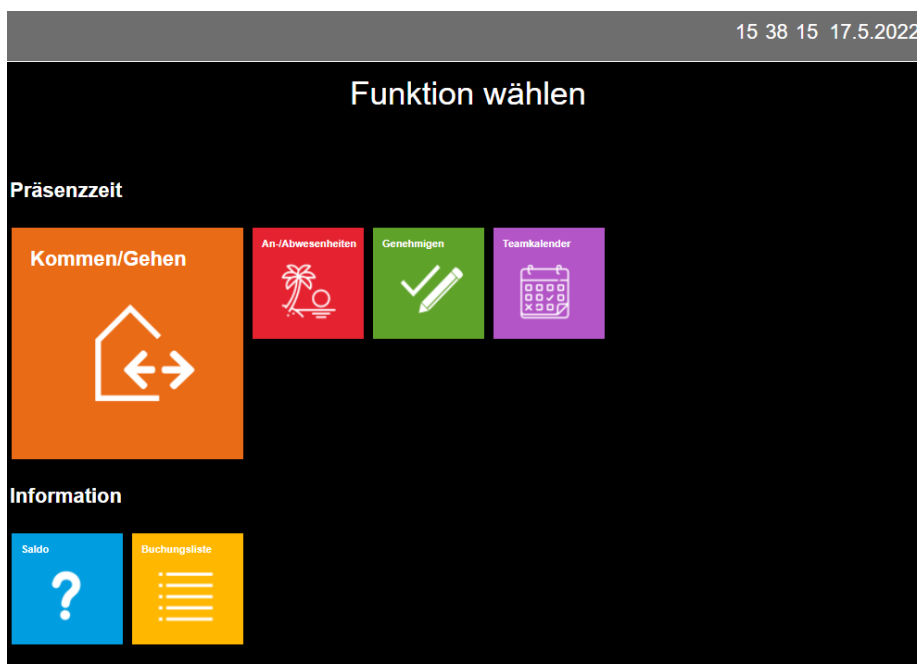 15 38 15 17.5.2022
Funktion wählen
Präsenzzeit
Kommen/Gehen
An-/Abwesenheiten
Genehmigen
Teamkalender
Information
Saldo
Buchungsliste